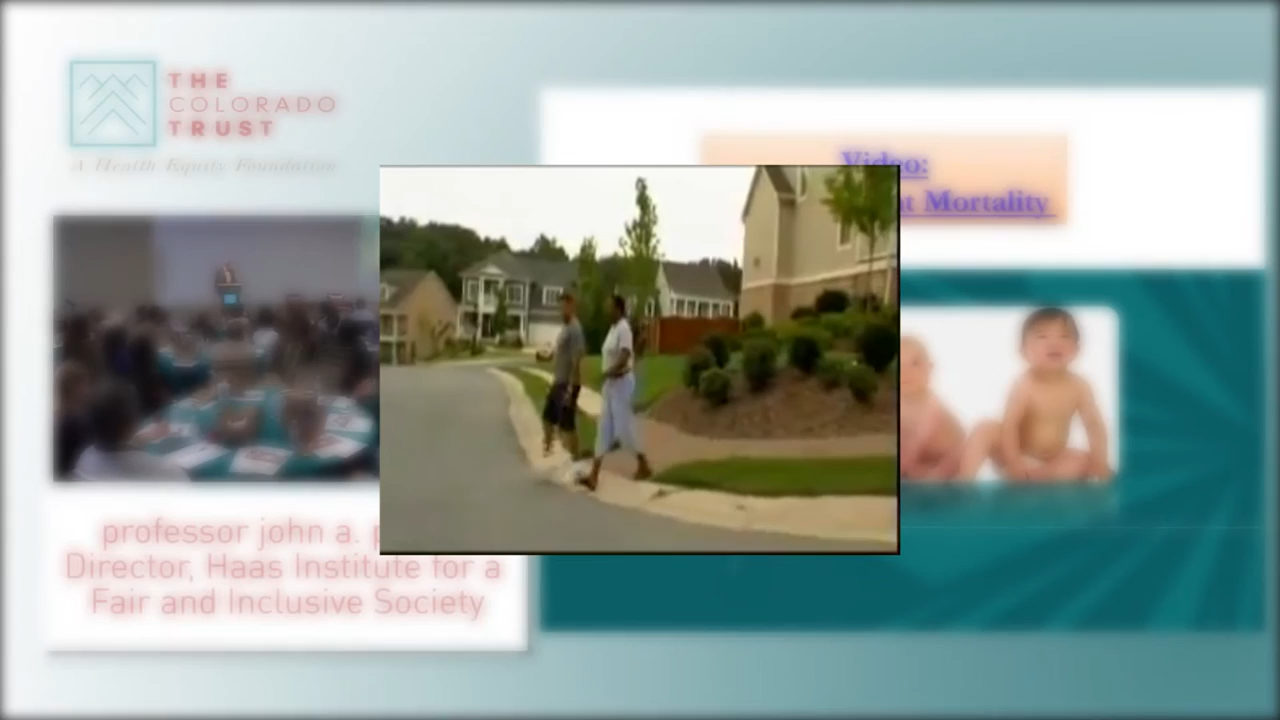 THE
COLORADO
TRUST
A Health Equity Foundation
Video:
Mortality
professor john a.
Director, Haas Institute for a
Fair and Inclusive Society